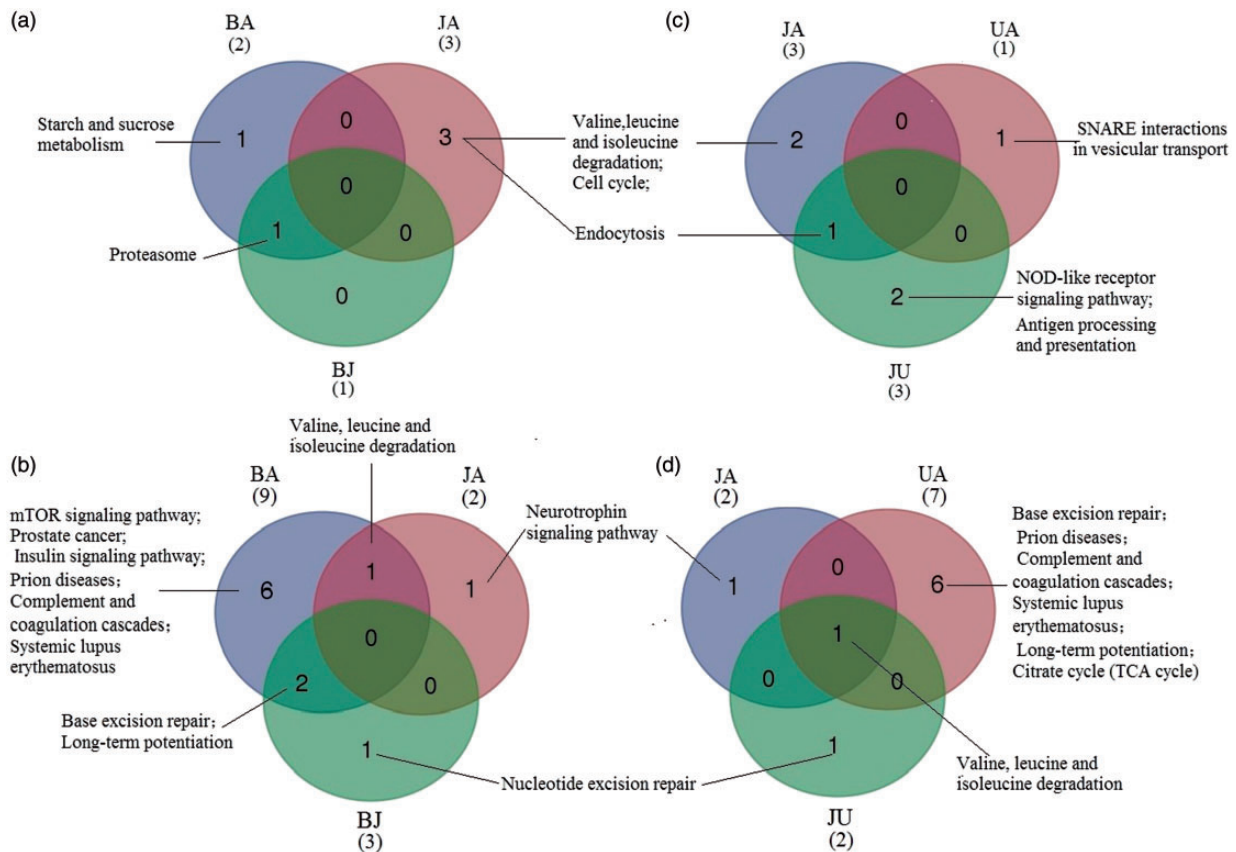 (a)
BA
(2)
JA
(3)
Starch and sucrose
metabolism
1
0
3
0
1
0
Proteasome
0
BJ
(1)
Valine,leucine
and isoleucine
degradation;
Cell cycle;
Endocytosis
(c)
JA
(3)
UA
(1)
2
0
1
0
1
0
2
SNARE interactions
in vesicular transport
NOD-like receptor
signaling pathway;
Antigen processing
and presentation
JU
(3)
(b)
Valine, leucine and
isoleucine degradation
BA
(9)
JA
(2)
mTOR signaling pathway;
Prostate cancer;
Insulin signaling pathway;
Prion diseases;
Complement and
coagulation cascades;
Systemic lupus
erythematosus
6
1
1
0
2
0
1
Base excision repair;
Long-term potentiation
BJ
(3)
Neurotrophin
signaling pathway
Nucleotide excision repair
(d)
JA
(2)
UA
(7)
1
0
6
1
0
0
1
Base excision repair;
Prion diseases;
Complement and
coagulation cascades;
Systemic lupus
erythematosus;
Long-term potentiation;
Citrate cycle (TCA cycle)
Valine, leucine and
isoleucine degradation
JU
(2)